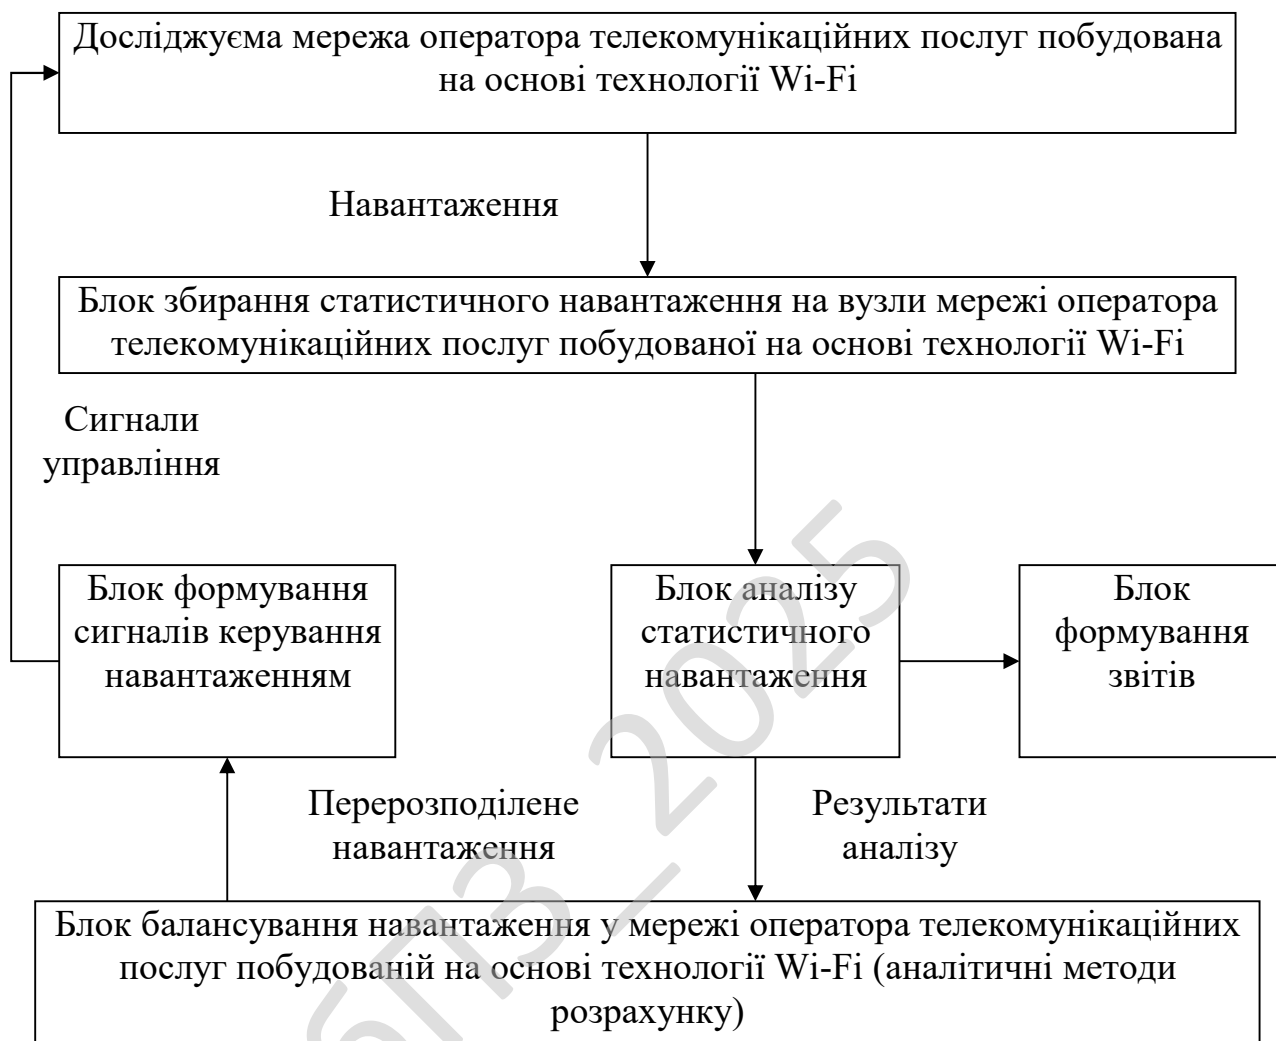 Досліджуєма мережа оператора телекомунікаційних послуг побудована
на основі технології Wi-Fi
Навантаження
Блок збирання статистичного навантаження на вузли мережі оператора
телекомунікаційних послуг побудованої на основі технології Wi-Fi
Сигнали
управління
Блок формування
сигналів керування
навантаженням
Блок аналізу
статистичного
навантаження
Блок
формування
звітів
Перерозподілене
навантаження
Результати
аналізу
Блок балансування навантаження у мережі оператора телекомунікаційних
послуг побудованій на основі технології Wi-Fi (аналітичні методи
розрахунку)
бПЗ_2025